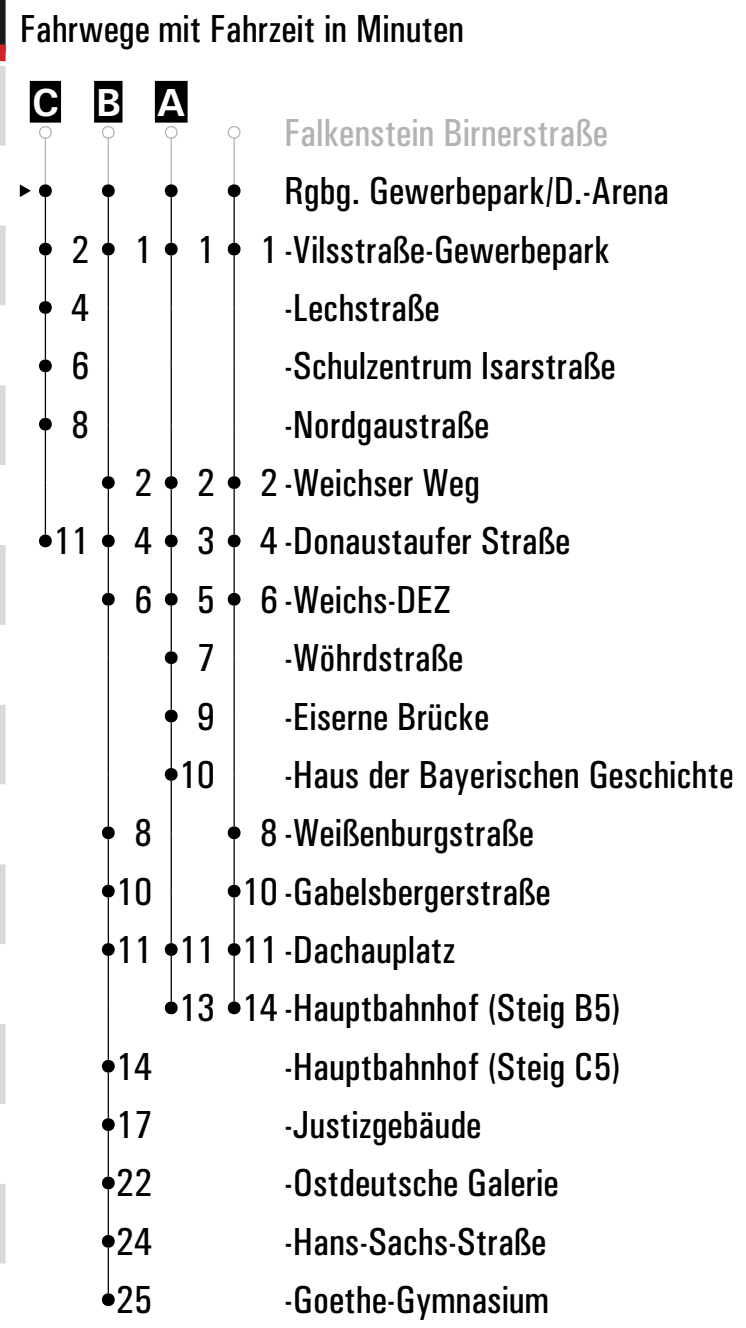 Fahrwege mit Fahrzeit in Minuten
C B A
Falkenstein Birnerstraße
Rgbg. Gewerbepark/D.-Arena
2 1 1 1 -Vilsstraße-Gewerbepark
4 -Lechstraße
6 -Schulzentrum Isarstraße
8 -Nordgaustraße
2 2 2 -Weichser Weg
11 4 3 4 -Donaustaufer Straße
6 5 6 -Weichs-DEZ
7 -Wöhrdstraße
9 -Eiserne Brücke
10 -Haus der Bayerischen Geschichte
8 8 -Weißenburgstraße
10 10 -Gabelsbergerstraße
11 11 11 -Dachauplatz
13 14 -Hauptbahnhof (Steig B5)
14 -Hauptbahnhof (Steig C5)
17 -Justizgebäude
22 -Ostdeutsche Galerie
24 -Hans-Sachs-Straße
25 -Goethe-Gymnasium